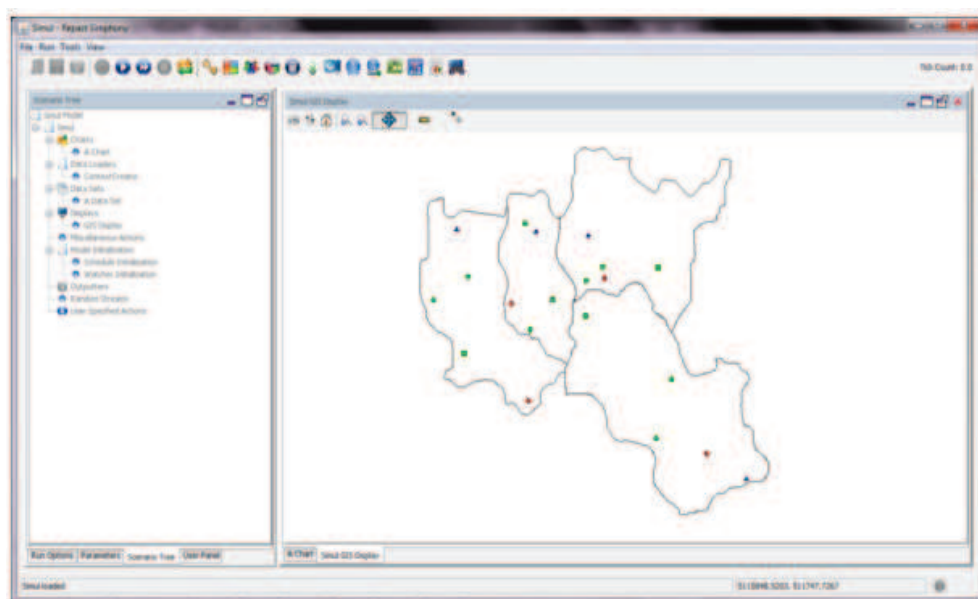 Simul - Repast Simphony
File Run Tools View
Tick Count: 0.0
Scenario Tree
Simul Model
Simul
Charts
A Chart
Data Loaders
Context Creator
Data Sets
A Data Set
Displays
GIS Display
Miscellaneous Actions
Model Initialization
Schedule Initialization
Watcher Initialization
Outputters
Random Streams
User Specified Actions
Run Options Parameters Scenario Tree User Panel
Simul GIS Display
A Chart Simul GIS Display
Simul loaded